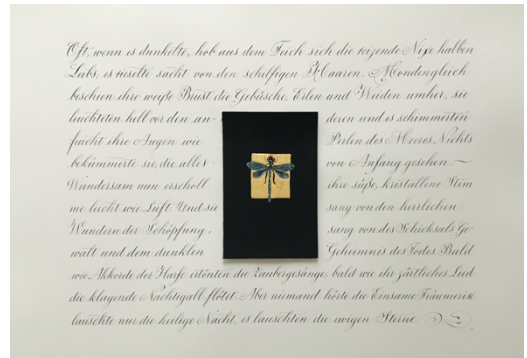 Oft, wenn es dunkelte, hob aus dem Teich sich die reizende Nixe halben
Leibs, es rieselte sacht von den schilfigen Haaren. Mondengleich
beschien ihre weiße Brust die Gebüsche, Erlen und Weiden umher, sie
leuchteten hell vor den an- deren und es schimmerten
feucht ihre Augen wie Perlen des Meeres. Nichts
bekümmerte sie, die alles von Anfang gesehen. ~
Wundersam nun erscholl ihre süße, kristallene Stim
me leicht wie Luft. Und sie sang von den herrlichen
Wundern der Schöpfung, sang von des Schicksals Ge
walt und dem dunklen Geheimnis des Todes. Bald
wie Akkorde der Harfe ertönten die Zaubergesänge, bald wie ihr zärtliches Lied
die klagende Nachtigall flötet. Aber niemand hörte die Einsame Träumerise
lauschte nur die heilige Nacht, es lauschten die ewigen Sterne.